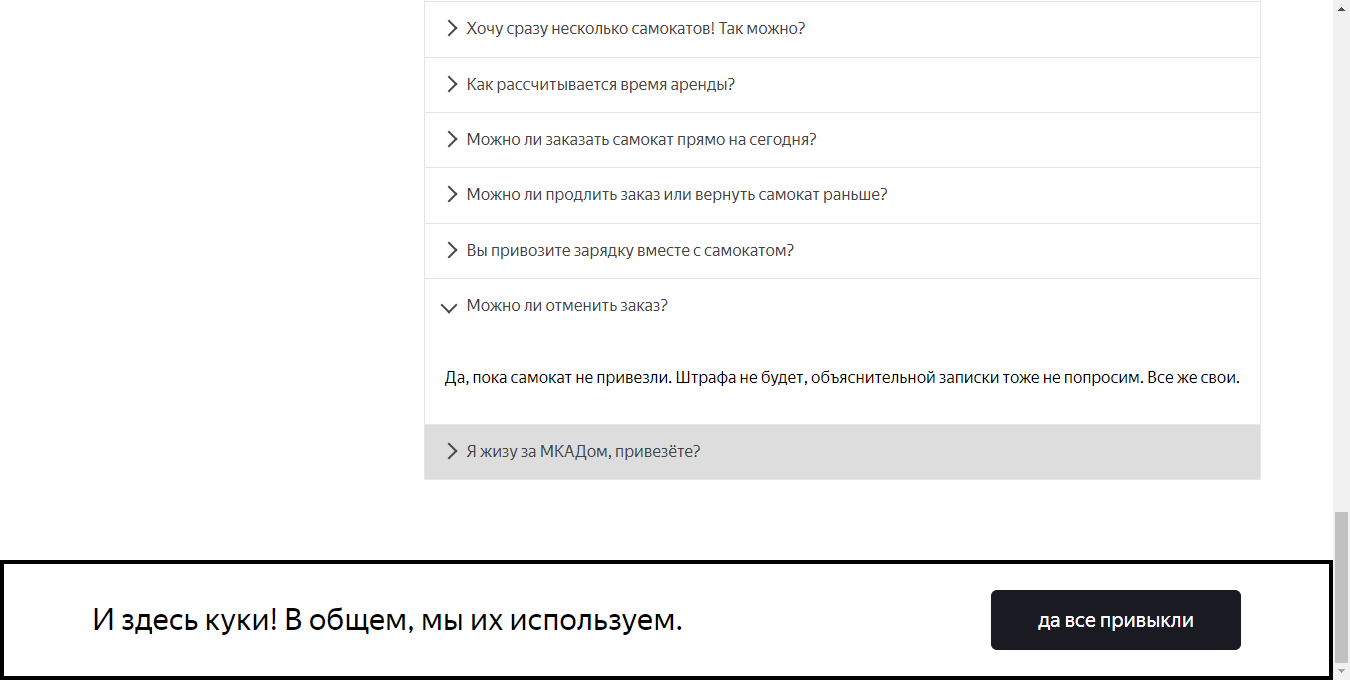 Хочу сразу несколько самокатов! Так можно?
Как рассчитывается время аренды?
Можно ли заказать самокат прямо на сегодня?
Можно ли продлить заказ или вернуть самокат раньше?
Вы привозите зарядку вместе с самокатом?
Можно ли отменить заказ?
Да, пока самокат не привезли. Штрафа не будет, объяснительной записки тоже не попросим. Все же свои.
Я жизу за МКАДом, привезёте?
И здесь куки! В общем, мы их используем.
да все привыкли